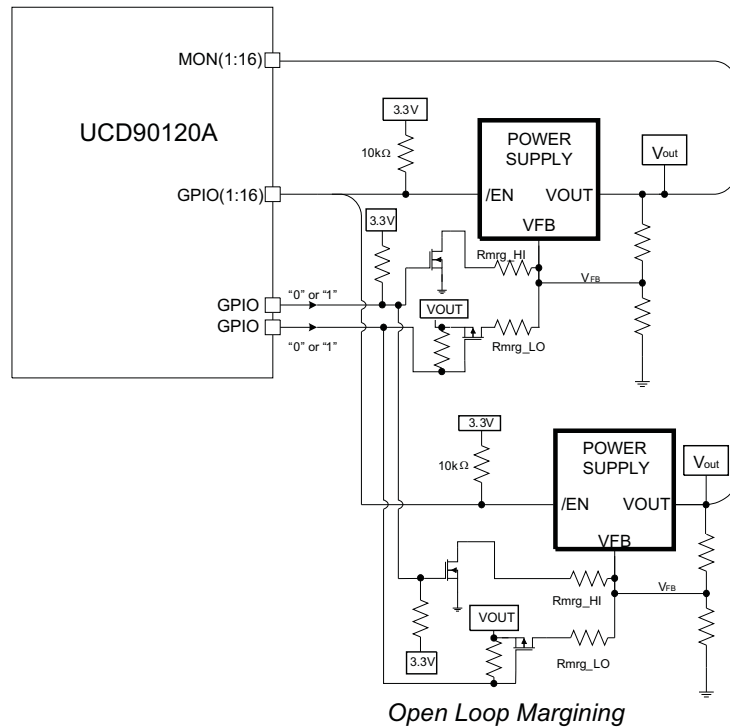 MON(1:16)
UCD90120A
GPIO(1:16)
GPIO
GPIO
"0" or "1"
"0" or "1"
3.3V
10kΩ
POWER
SUPPLY
/EN
VOUT
VFB
Vout
3.3V
Rmrg_HI
VFB
VOUT
Rmrg_LO
3.3V
10kΩ
POWER
SUPPLY
/EN
VOUT
VFB
Vout
Rmrg_HI
VFB
VOUT
Rmrg_LO
3.3V
Open Loop Margining